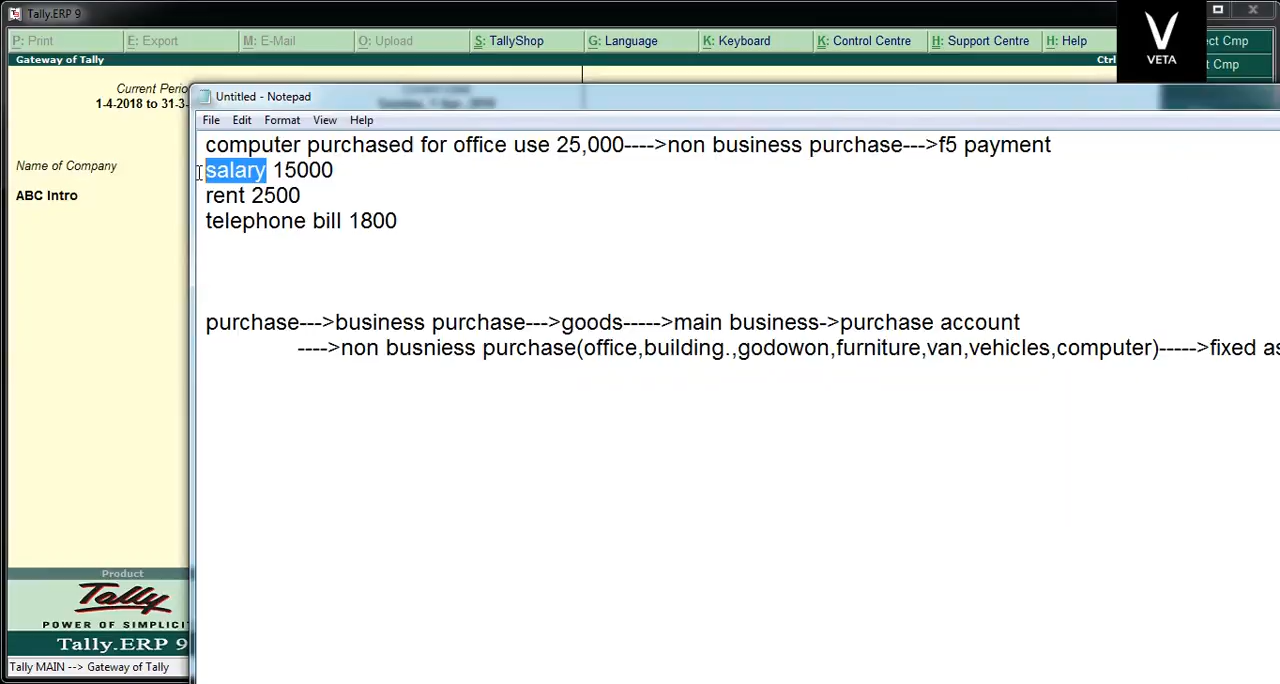 Tally.ERP 9
P: Print E: Export M: E-Mail O: Upload S: TallyShop G: Language K: Keyboard K: Control Centre H: Support Centre H: Help ect Cmp
VETA
Gateway of Tally Ctrl
t Cmp
Current Perio
1-4-2018 to 31-3-
Untitled - Notepad
File Edit Format View Help
computer purchased for office use 25,000---->non business purchase--->f5 payment
Name of Company
salary 15000
ABC Intro
rent 2500
telephone bill 1800
purchase--->business purchase--->goods----->main business->purchase account
---->non busniess purchase(office,building.,godowon,furniture,van,vehicles,computer)----->fixed as
Product
Tally
POWER OF SIMPLICI
Tally.ERP 9
Tally MAIN --> Gateway of Tally